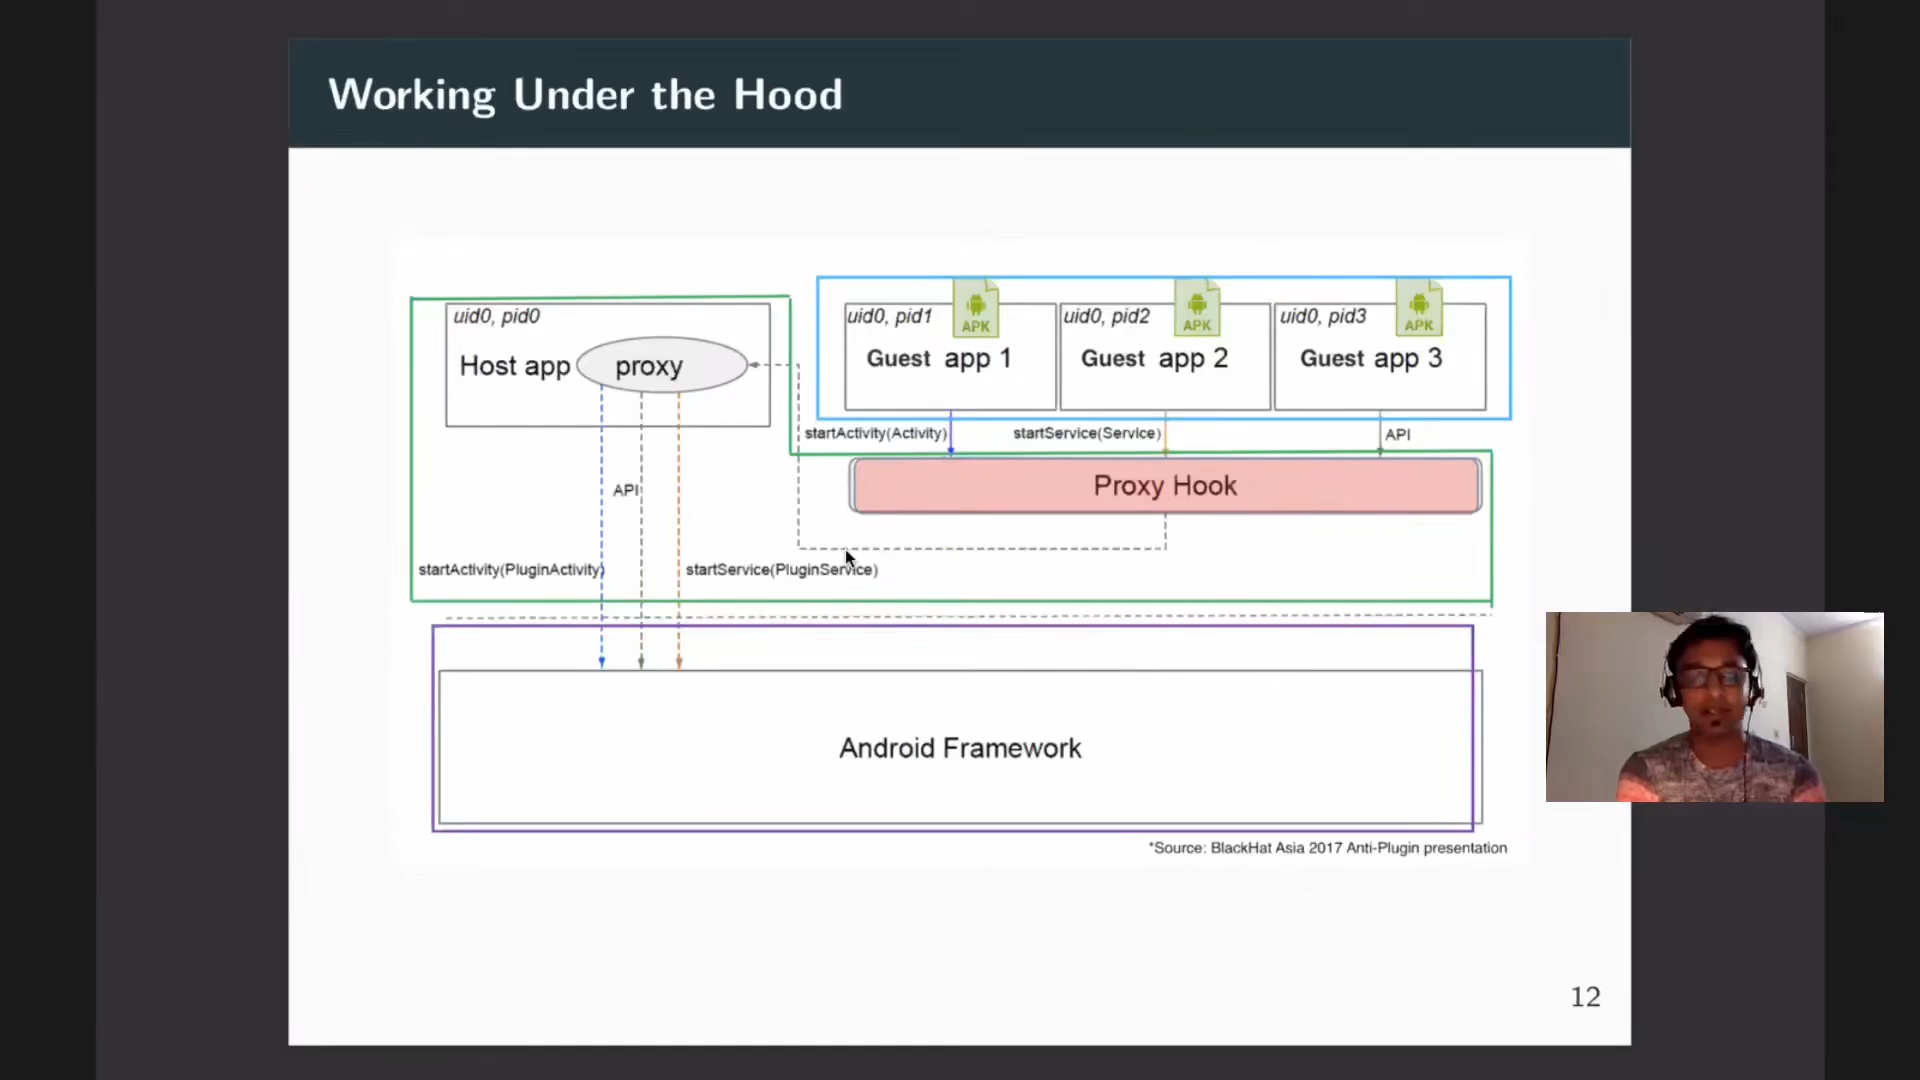 Working Under the Hood
uid0, pid0
Host app
proxy
uid0, pid1
APK
Guest app 1
uid0, pid2
APK
Guest app 2
uid0, pid3
APK
Guest app 3
startActivity(Activity)
startService(Service)
API
Proxy Hook
API
startActivity(PluginActivity)
startService(PluginService)
Android Framework
*Source: BlackHat Asia 2017 Anti-Plugin presentation
12